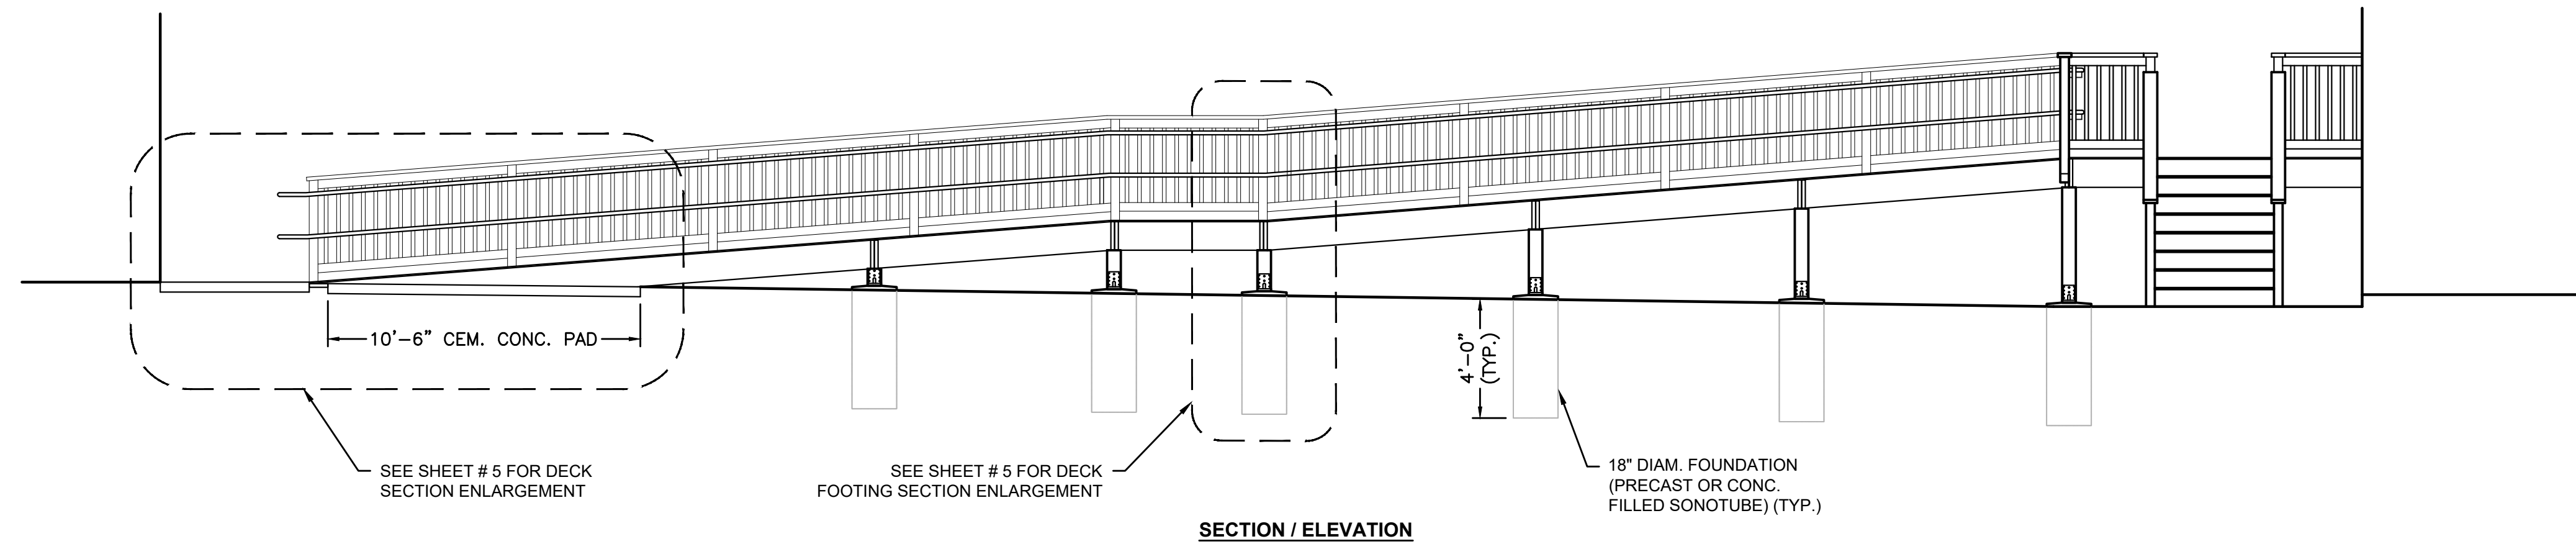 10'-6" CEM. CONC. PAD
4'-0"
(TYP.)
SEE SHEET # 5 FOR DECK
SECTION ENLARGEMENT
SEE SHEET # 5 FOR DECK
FOOTING SECTION ENLARGEMENT
18" DIAM. FOUNDATION
(PRECAST OR CONC.
FILLED SONOTUBE) (TYP.)
SECTION / ELEVATION